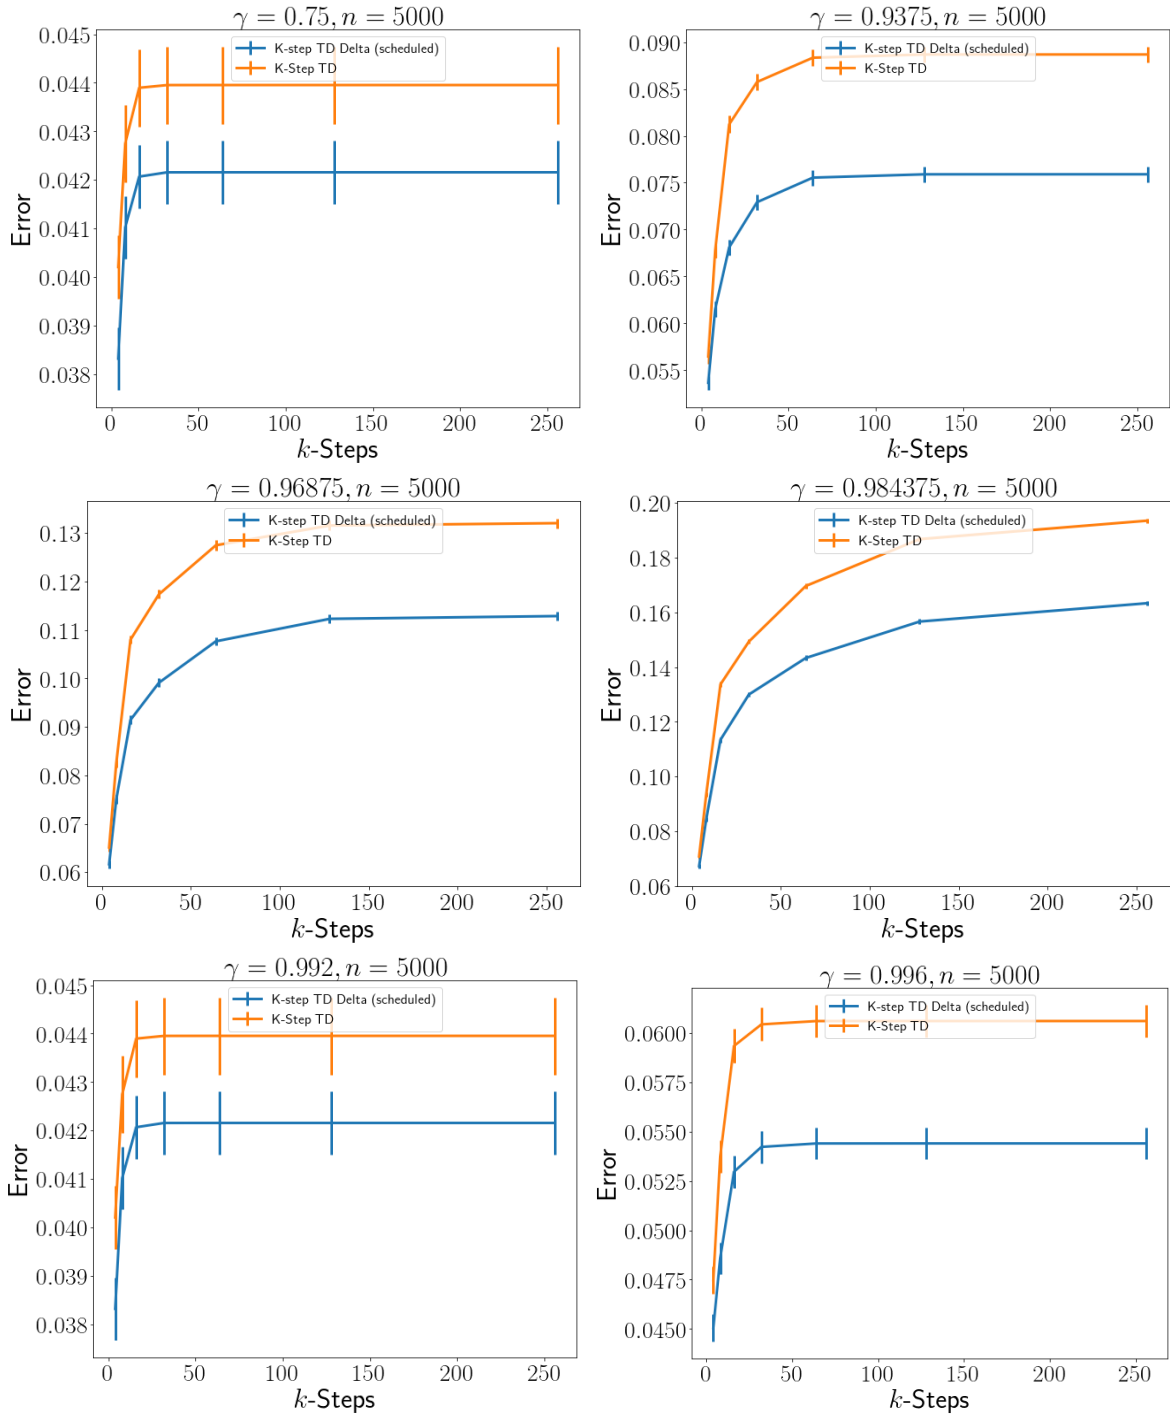 γ = 0.75, n = 5000
K-step TD Delta (scheduled)
K-Step TD
0.045
0.044
0.043
0.042
0.041
0.040
0.039
0.038
Error
0 50 100 150 200 250
k-Steps
γ = 0.9375, n = 5000
K-step TD Delta (scheduled)
K-Step TD
0.090
0.085
0.080
0.075
0.070
0.065
0.060
0.055
Error
0 50 100 150 200 250
k-Steps
γ = 0.96875, n = 5000
K-step TD Delta (scheduled)
K-Step TD
0.13
0.12
0.11
0.10
0.09
0.08
0.07
0.06
Error
0 50 100 150 200 250
k-Steps
γ = 0.984375, n = 5000
K-step TD Delta (scheduled)
K-Step TD
0.20
0.18
0.16
0.14
0.12
0.10
0.08
0.06
Error
0 50 100 150 200 250
k-Steps
γ = 0.992, n = 5000
K-step TD Delta (scheduled)
K-Step TD
0.045
0.044
0.043
0.042
0.041
0.040
0.039
0.038
Error
0 50 100 150 200 250
k-Steps
γ = 0.996, n = 5000
K-step TD Delta (scheduled)
K-Step TD
0.0600
0.0575
0.0550
0.0525
0.0500
0.0475
0.0450
Error
0 50 100 150 200 250
k-Steps